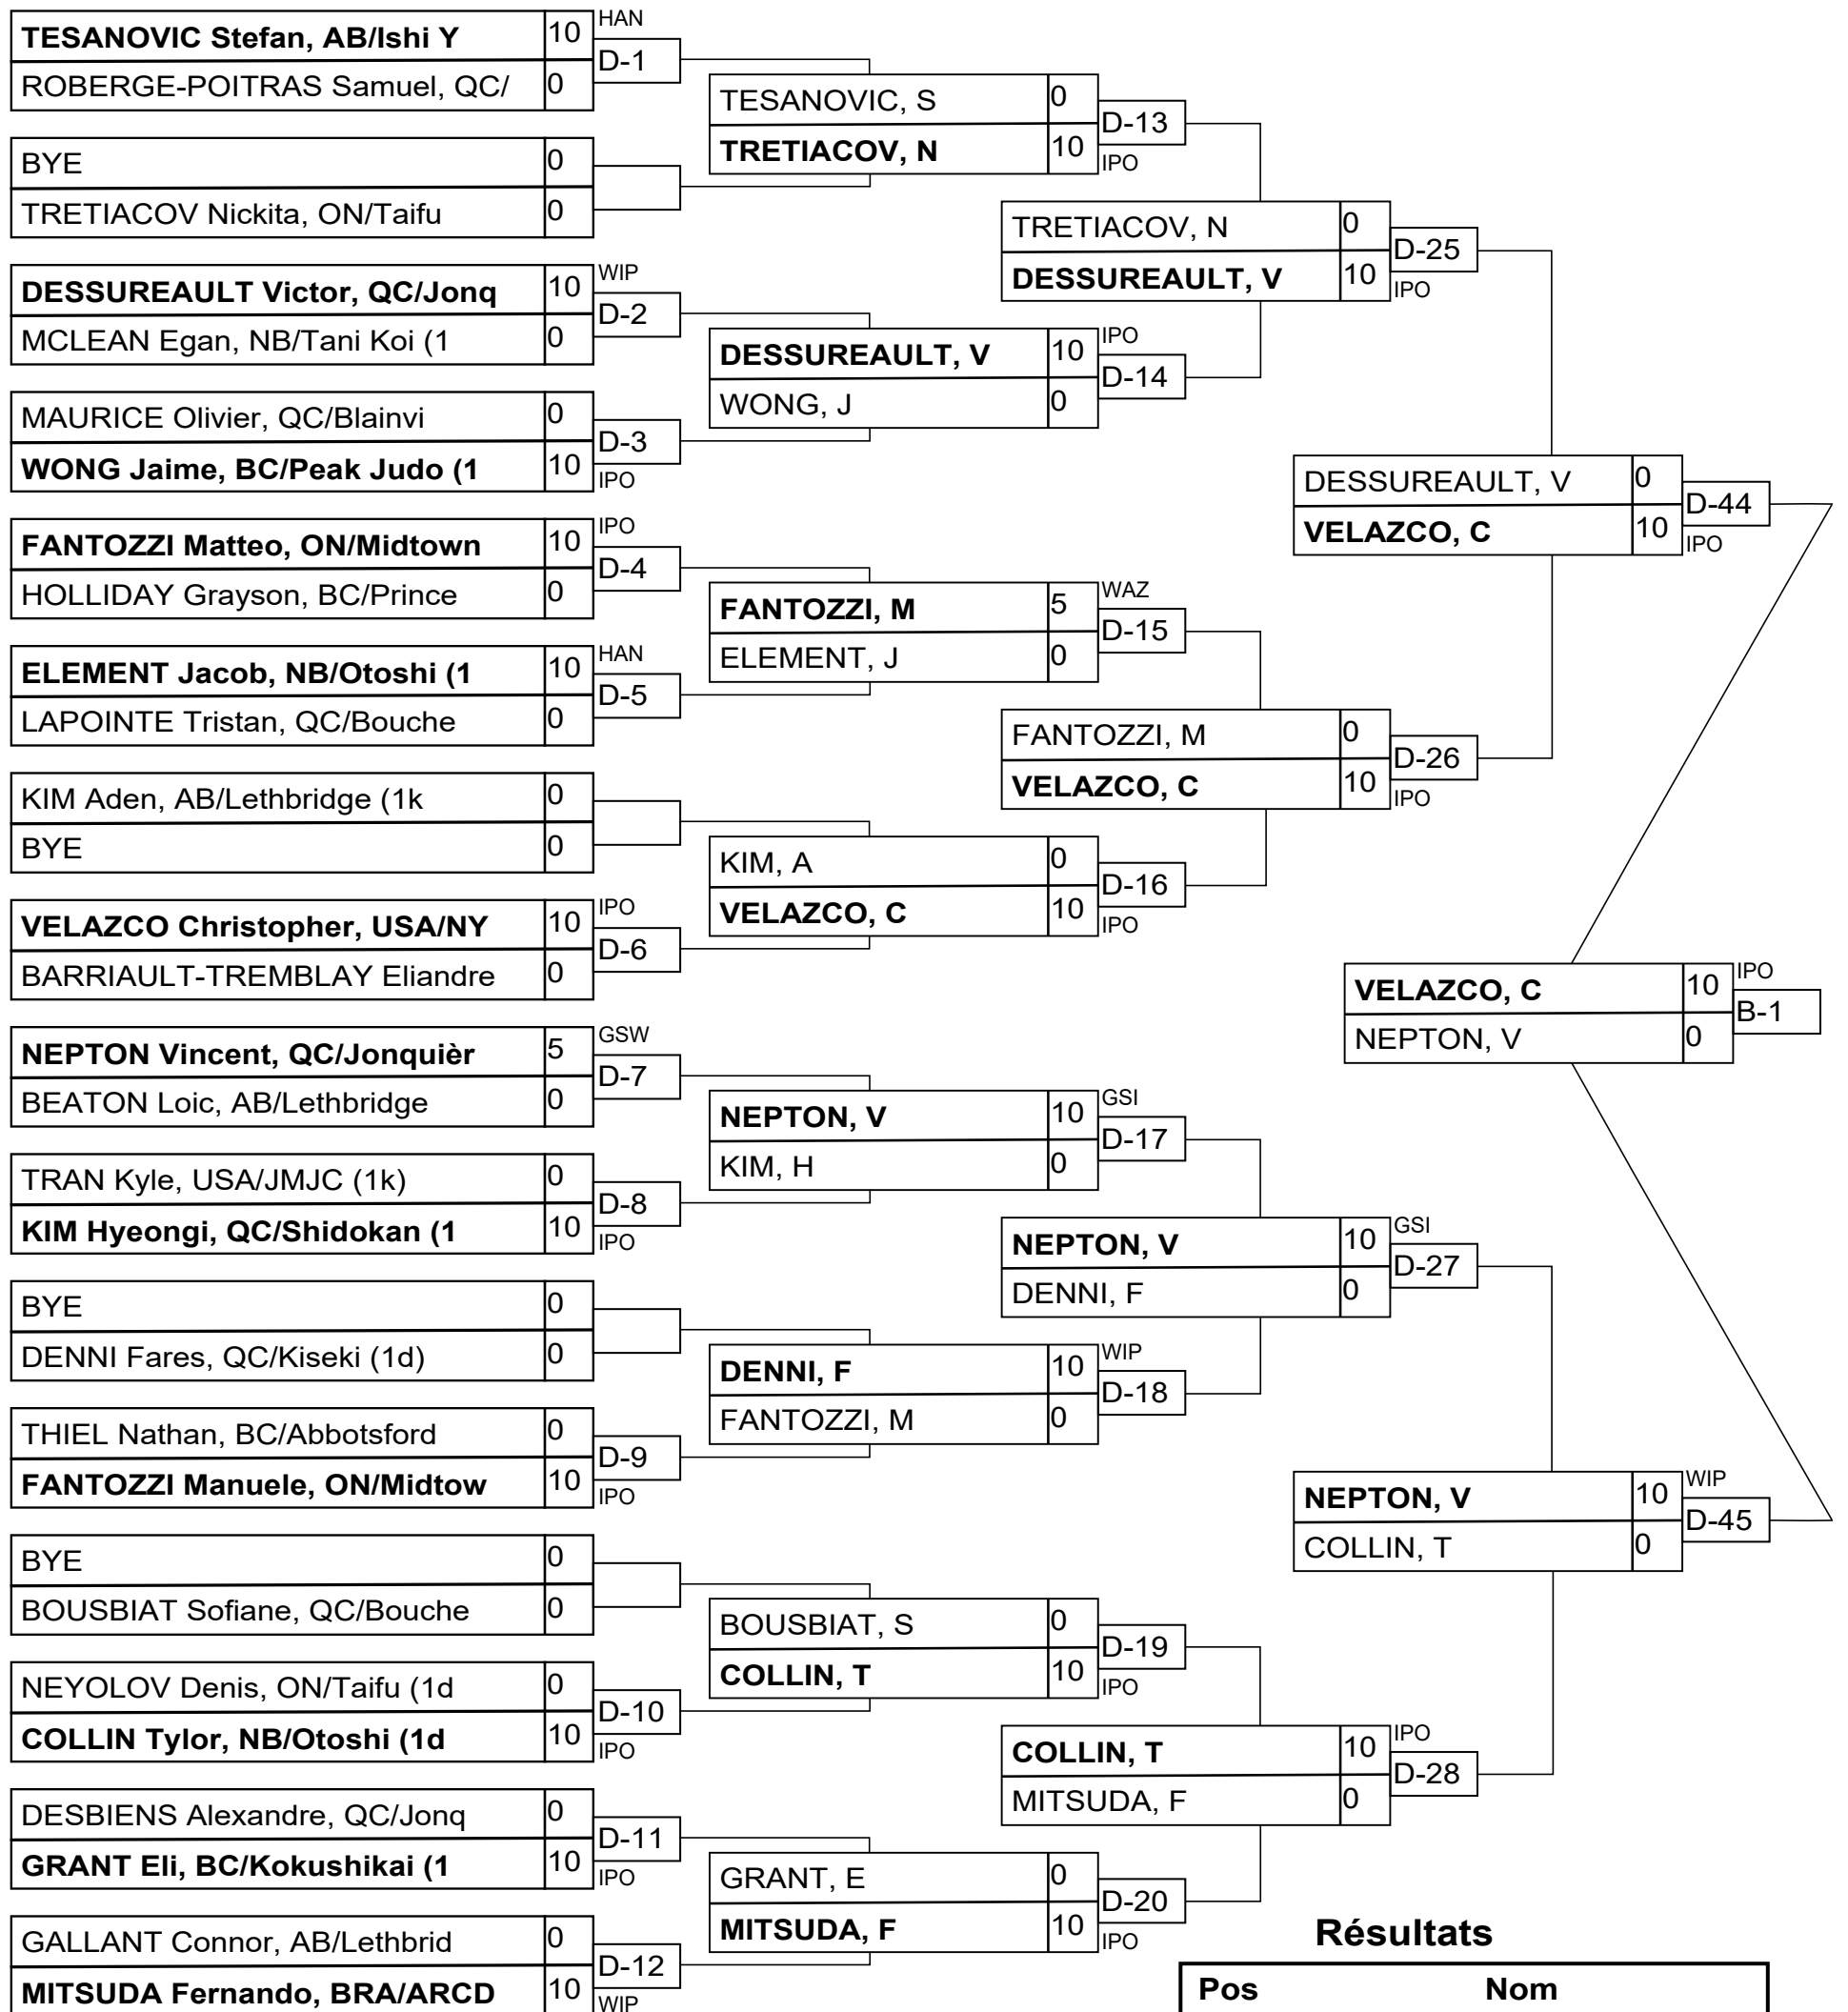 TESANOVIC Stefan, AB/Ishi Y 10 HAN
ROBERGE-POITRAS Samuel, QC/ 0
D-1
BYE 0
TRETIACOV Nickita, ON/Taifu 0
DESSUREAULT Victor, QC/Jonq 10 WIP
MCLEAN Egan, NB/Tani Koi (1 0
D-2
MAURICE Olivier, QC/Blainvi 0
WONG Jaime, BC/Peak Judo (1 10 IPO
D-3
FANTOZZI Matteo, ON/Midtown 10 IPO
HOLLIDAY Grayson, BC/Prince 0
D-4
ELEMENT Jacob, NB/Otoshi (1 10 HAN
LAPOINTE Tristan, QC/Bouche 0
D-5
KIM Aden, AB/Lethbridge (1k 0
BYE 0
VELAZCO Christopher, USA/NY 10 IPO
BARRIAULT-TREMBLAY Eliandre 0
D-6
NEPTON Vincent, QC/Jonquièr 5 GSW
BEATON Loic, AB/Lethbridge 0
D-7
TRAN Kyle, USA/JMJC (1k) 0
KIM Hyeongi, QC/Shidokan (1 10 IPO
D-8
BYE 0
DENNI Fares, QC/Kiseki (1d) 0
THIEL Nathan, BC/Abbotsford 0
FANTOZZI Manuele, ON/Midtow 10 IPO
D-9
BYE 0
BOUSBIAT Sofiane, QC/Bouche 0
NEYOLOV Denis, ON/Taifu (1d 0
COLLIN Tylor, NB/Otoshi (1d 10 IPO
D-10
DESBIENS Alexandre, QC/Jonq 0
GRANT Eli, BC/Kokushikai (1 10 IPO
D-11
GALLANT Connor, AB/Lethbrid 0
MITSUDA Fernando, BRA/ARCD 10 WIP
D-12
TESANOVIC, S 0
TRETIACOV, N 10 IPO
D-13
DESSUREAULT, V 10 IPO
WONG, J 0
D-14
FANTOZZI, M 5 WAZ
ELEMENT, J 0
D-15
KIM, A 0
VELAZCO, C 10 IPO
D-16
NEPTON, V 10 GSI
KIM, H 0
D-17
DENNI, F 10 WIP
FANTOZZI, M 0
D-18
BOUSBIAT, S 0
COLLIN, T 10 IPO
D-19
GRANT, E 0
MITSUDA, F 10 IPO
D-20
TRETIACOV, N 0
DESSUREAULT, V 10 IPO
D-25
FANTOZZI, M 0
VELAZCO, C 10 IPO
D-26
NEPTON, V 10 GSI
DENNI, F 0
D-27
COLLIN, T 10 IPO
MITSUDA, F 0
D-28
DESSUREAULT, V 0
VELAZCO, C 10 IPO
D-44
NEPTON, V 10 WIP
COLLIN, T 0
D-45
VELAZCO, C 10 IPO
NEPTON, V 0
B-1
Résultats
Pos Nom